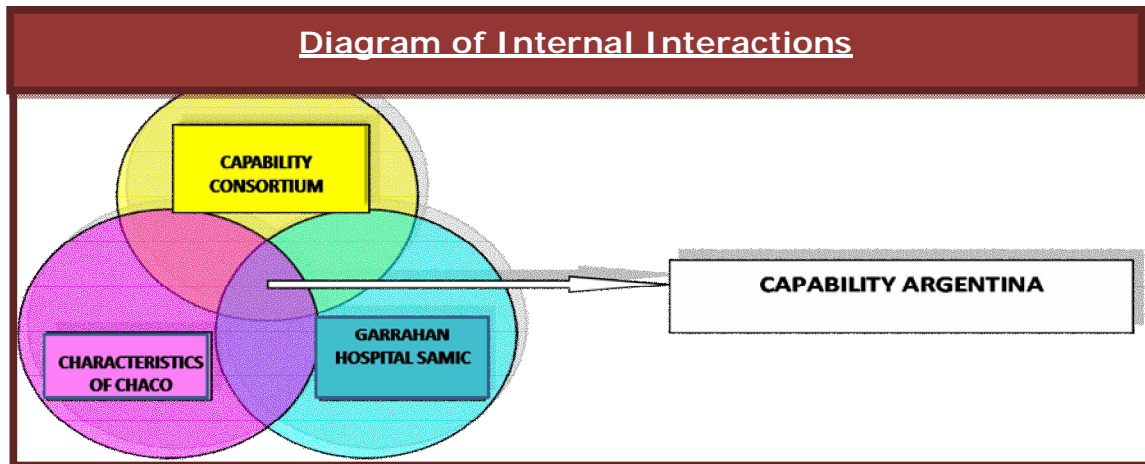 Diagram of Internal Interactions
CAPABILITY
CONSORTIUM
CAPABILITY ARGENTINA
GARRAHAN
HOSPITAL SAMIC
CHARACTERISTICS
OF CHACO